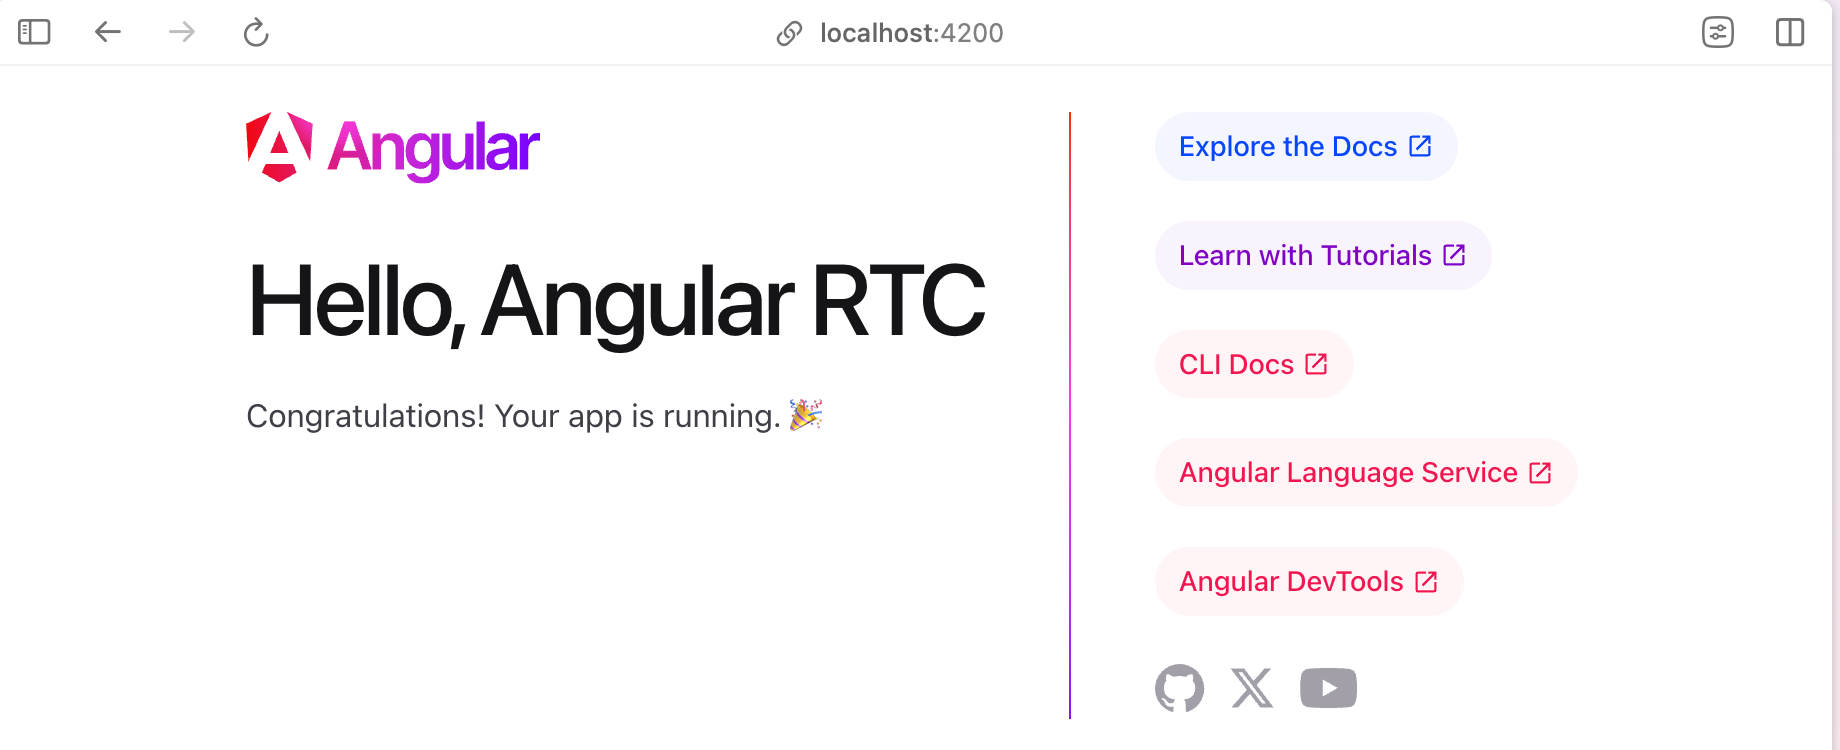 localhost:4200
Angular
Hello, Angular RTC
Congratulations! Your app is running. 🎉
Explore the Docs
Learn with Tutorials
CLI Docs
Angular Language Service
Angular DevTools